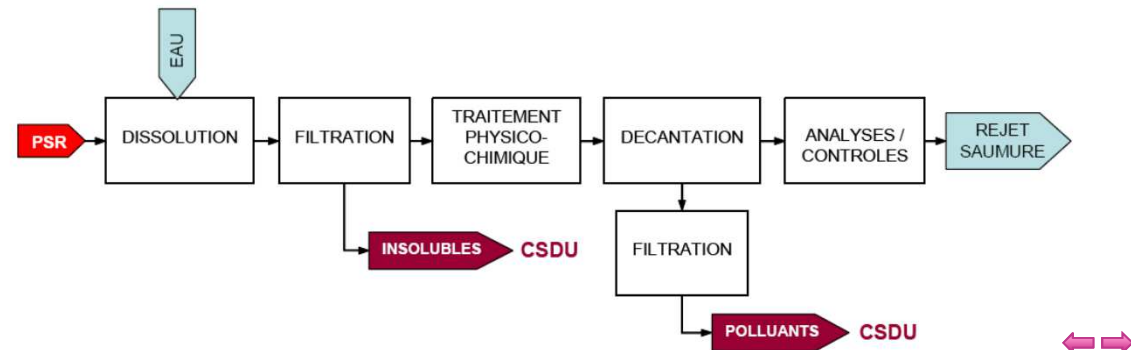 EAU
PSR
DISSOLUTION
FILTRATION
TRAITEMENT
PHYSICO-
CHIMIQUE
DECANTATION
ANALYSES /
CONTROLES
REJET
SAUMURE
INSOLUBLES
CSDU
FILTRATION
POLLUANTS
CSDU